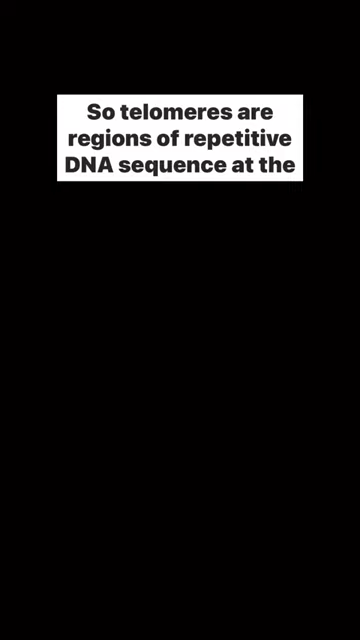 So telomeres are
regions of repetitive
DNA sequence at the